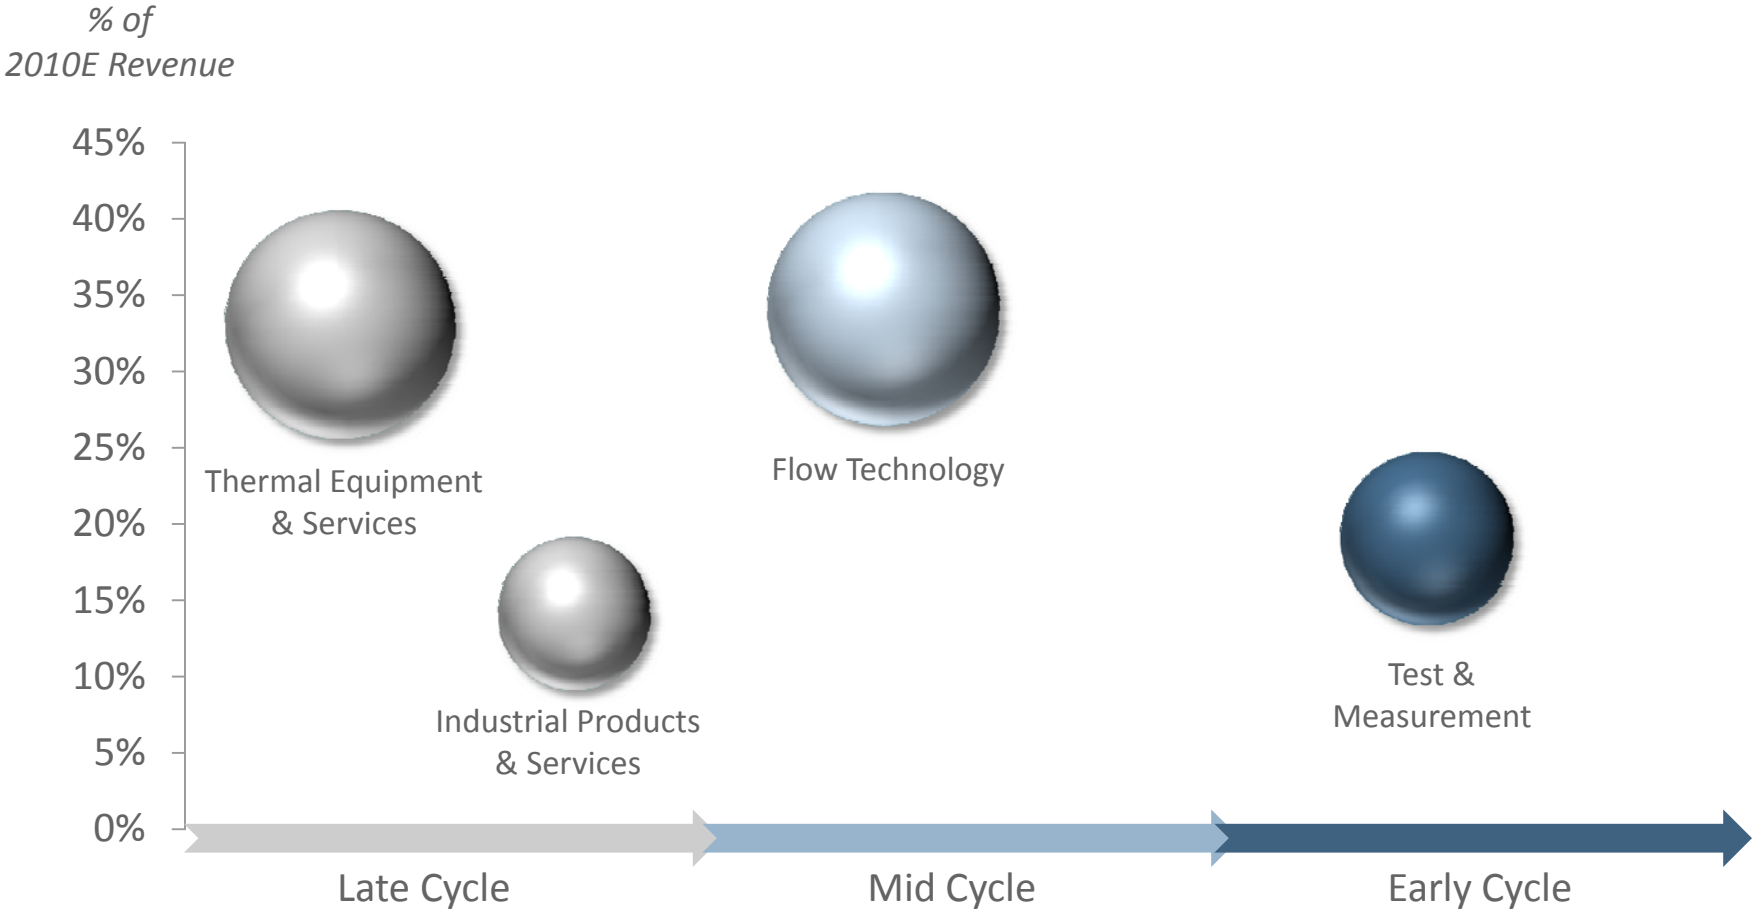 % of
2010E Revenue
45%
40%
35%
30%
25%
20%
15%
10%
5%
0%
Thermal Equipment
& Services
Industrial Products
& Services
Flow Technology
Test &
Measurement
Late Cycle
Mid Cycle
Early Cycle